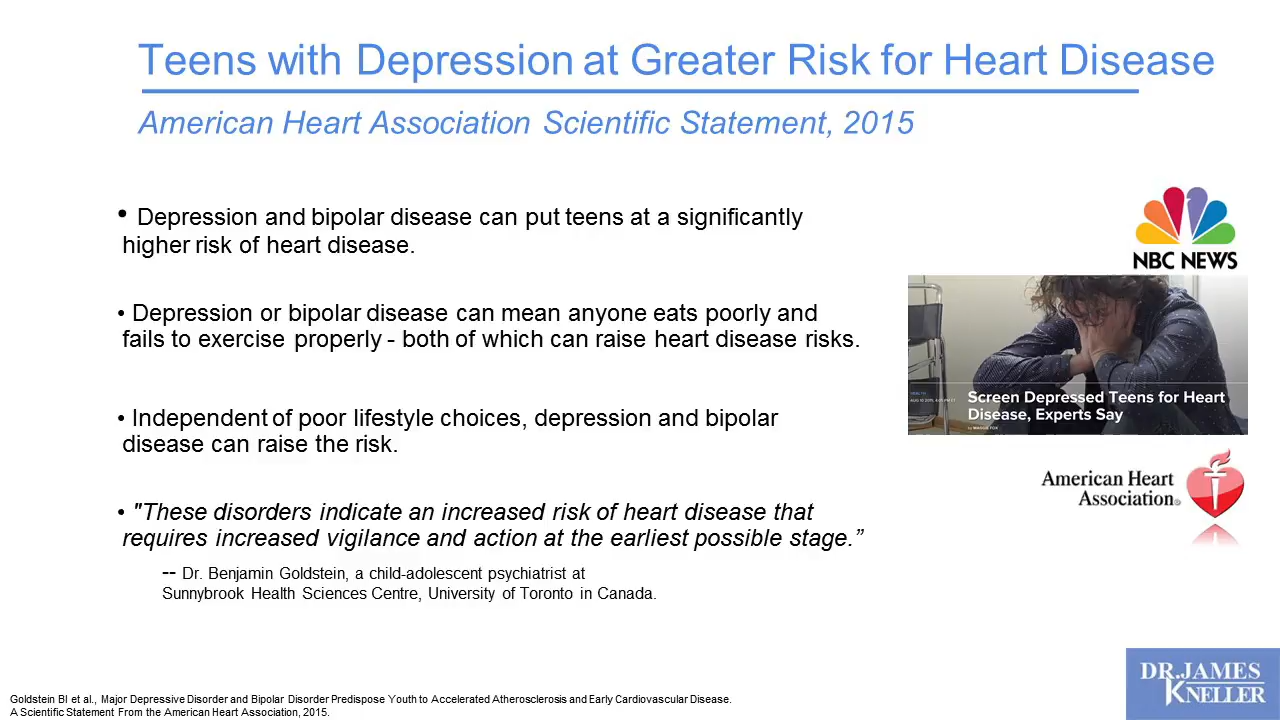 Teens with Depression at Greater Risk for Heart Disease
American Heart Association Scientific Statement, 2015
• Depression and bipolar disease can put teens at a significantly
higher risk of heart disease.
• Depression or bipolar disease can mean anyone eats poorly and
fails to exercise properly - both of which can raise heart disease risks.
• Independent of poor lifestyle choices, depression and bipolar
disease can raise the risk.
• "These disorders indicate an increased risk of heart disease that
requires increased vigilance and action at the earliest possible stage.”
-- Dr. Benjamin Goldstein, a child-adolescent psychiatrist at
Sunnybrook Health Sciences Centre, University of Toronto in Canada.
NBC NEWS
HEALTH
Screen Depressed Teens for Heart
Disease, Experts Say
by MAGGIE FOX
American Heart
Association®
DR.JAMES
KNELLER
Goldstein BI et al., Major Depressive Disorder and Bipolar Disorder Predispose Youth to Accelerated Atherosclerosis and Early Cardiovascular Disease.
A Scientific Statement From the American Heart Association, 2015.